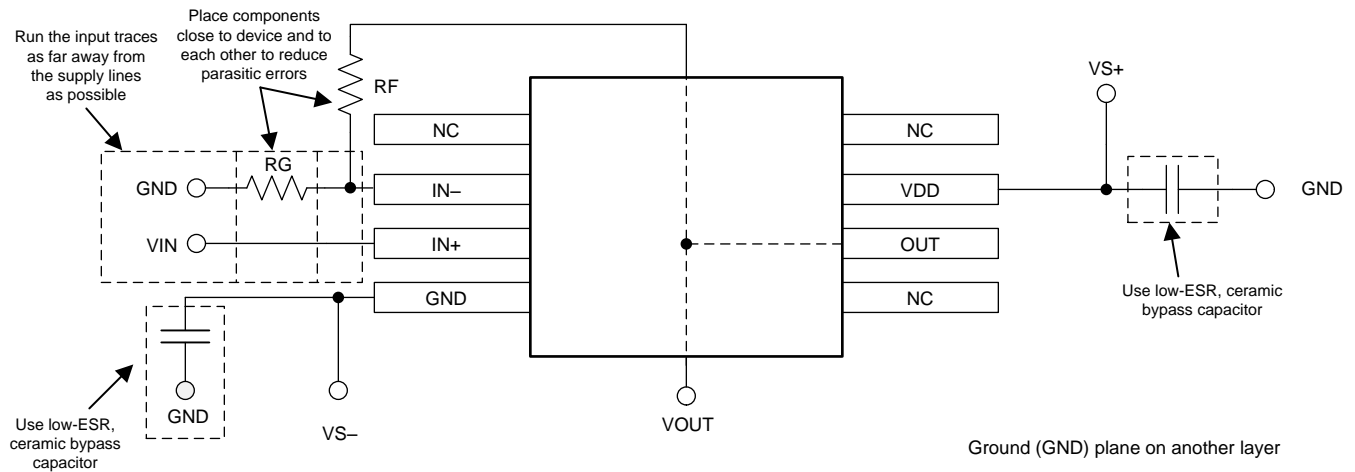 Place components
close to device and to
each other to reduce
parasitic errors
Run the input traces
as far away from
the supply lines
as possible
RF
VS+
NC
NC
RG
GND
IN–
VDD
GND
VIN
IN+
OUT
GND
NC
Use low-ESR, ceramic
bypass capacitor
GND
Use low-ESR,
ceramic bypass
capacitor
VS–
VOUT
Ground (GND) plane on another layer